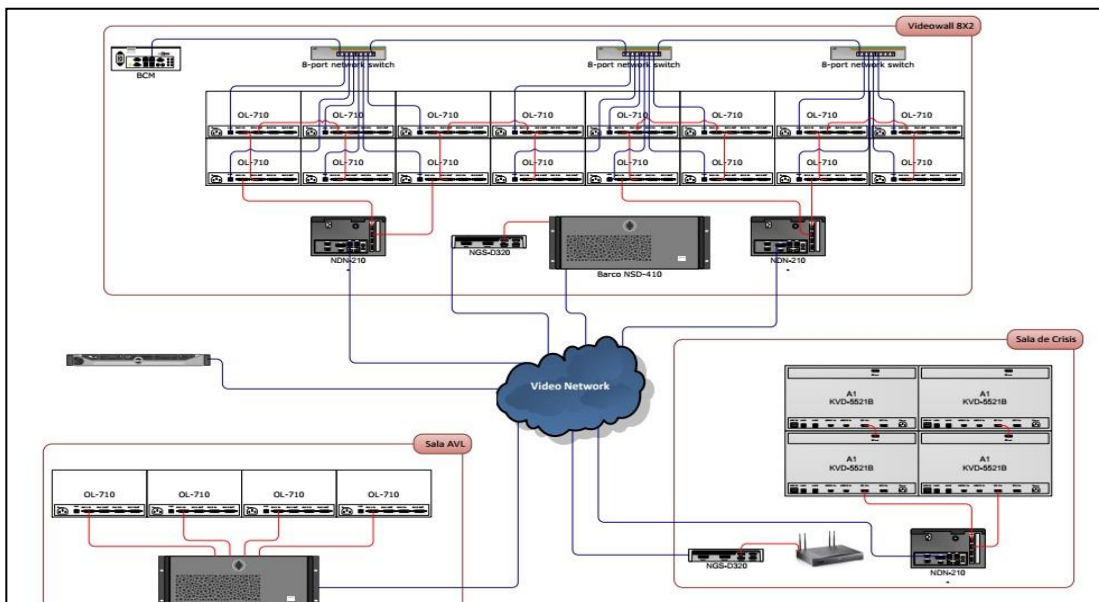 Videowall 8X2
BCM
8-port network switch
8-port network switch
8-port network switch
OL-710 OL-710 OL-710 OL-710 OL-710 OL-710 OL-710 OL-710
OL-710 OL-710 OL-710 OL-710 OL-710 OL-710 OL-710 OL-710
NDN-210
-
NGS-D320
Barco NSD-410
NDN-210
-
Video Network
Sala de Crisis
A1 A1
KVD-5521B KVD-5521B
A1 A1
KVD-5521B KVD-5521B
Sala AVL
OL-710 OL-710 OL-710 OL-710
NGS-D320
NDN-210
-